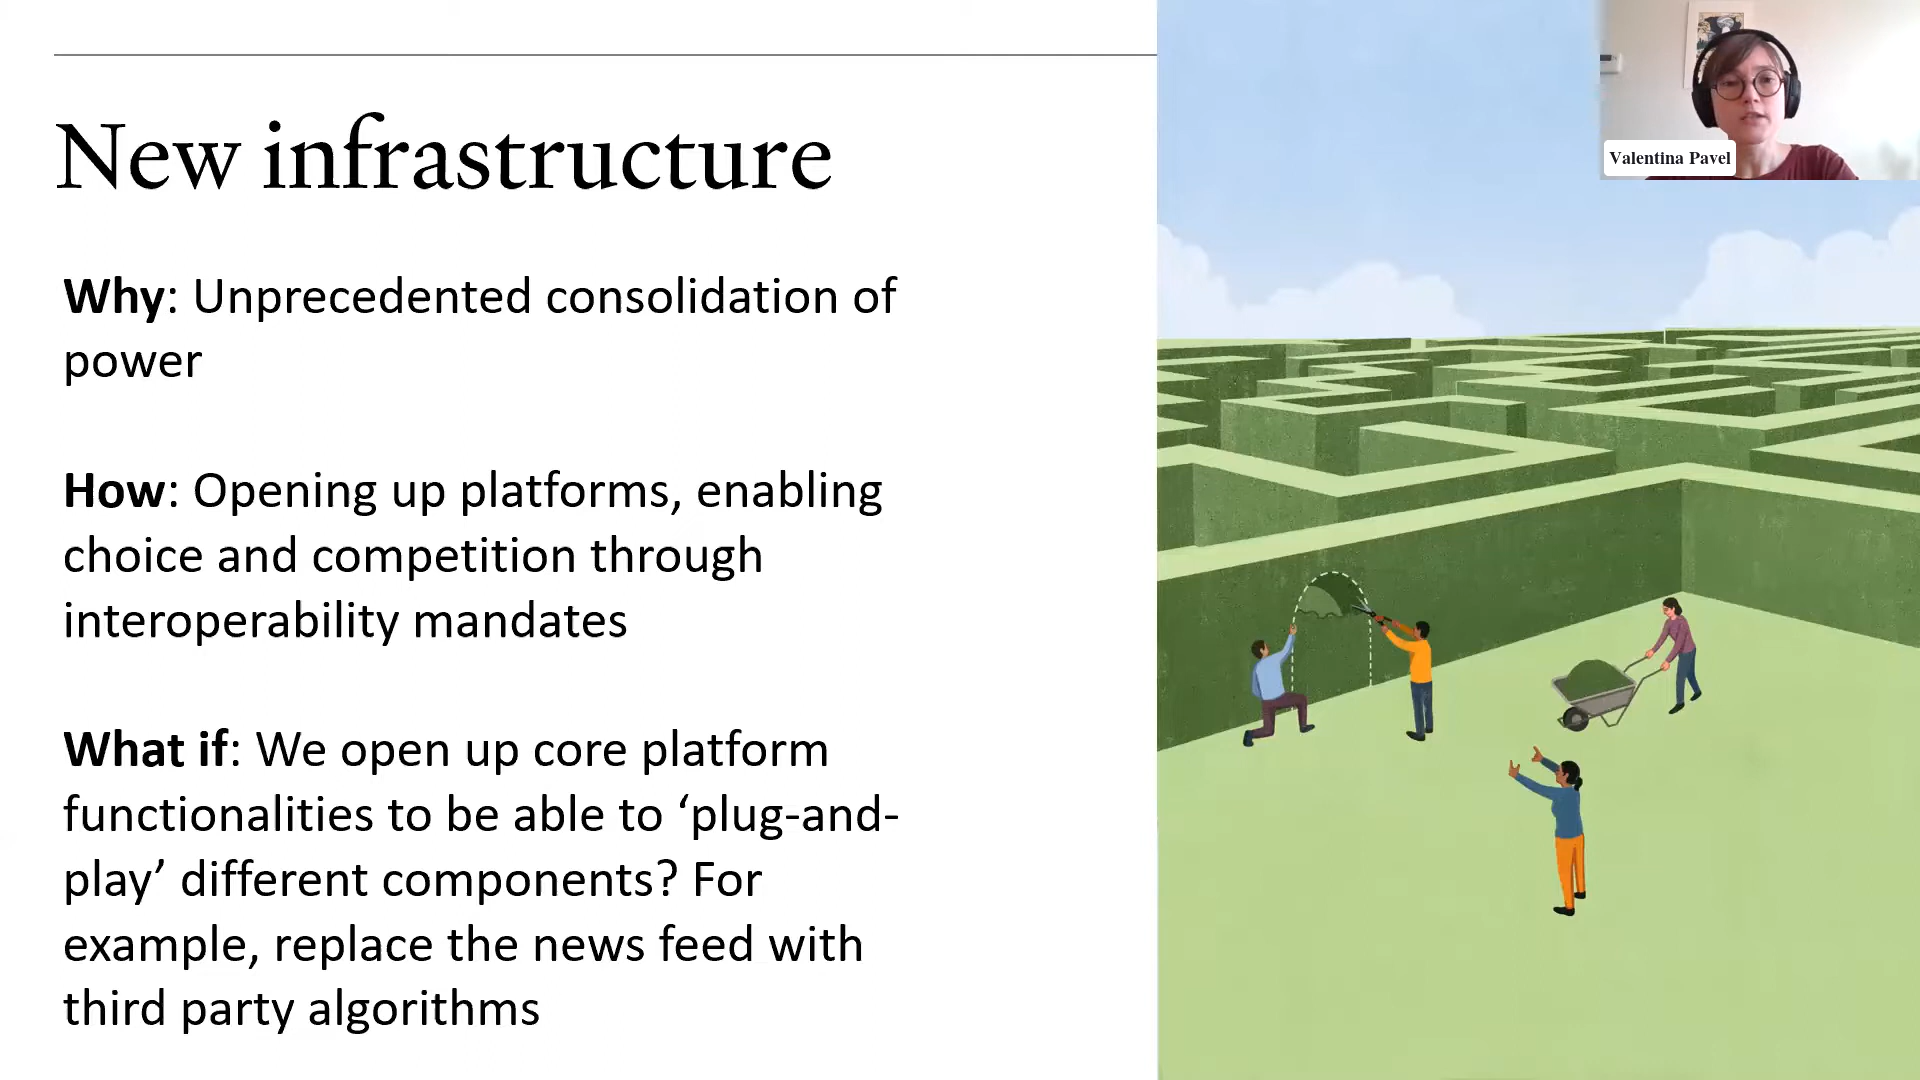 New infrastructure
Why: Unprecedented consolidation of
power
How: Opening up platforms, enabling
choice and competition through
interoperability mandates
What if: We open up core platform
functionalities to be able to ‘plug-and-
play’ different components? For
example, replace the news feed with
third party algorithms
Valentina Pavel